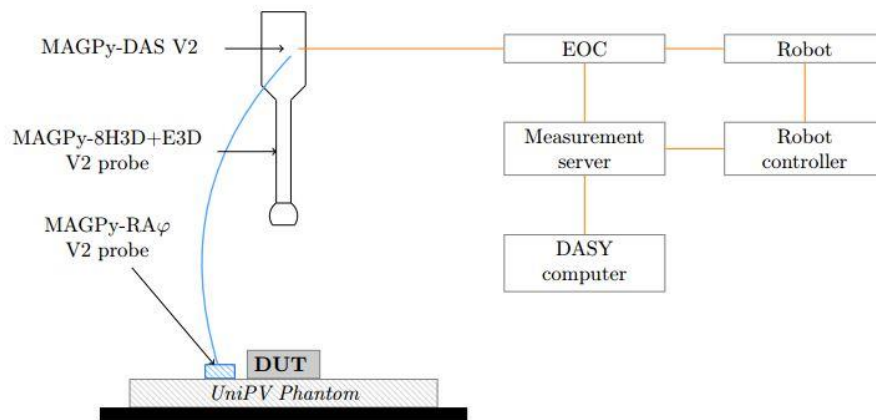 MAGPy-DAS V2
EOC
Robot
MAGPy-8H3D+E3D
V2 probe
Measurement
server
Robot
controller
MAGPy-RAφ
V2 probe
DASY
computer
DUT
UniPV Phantom